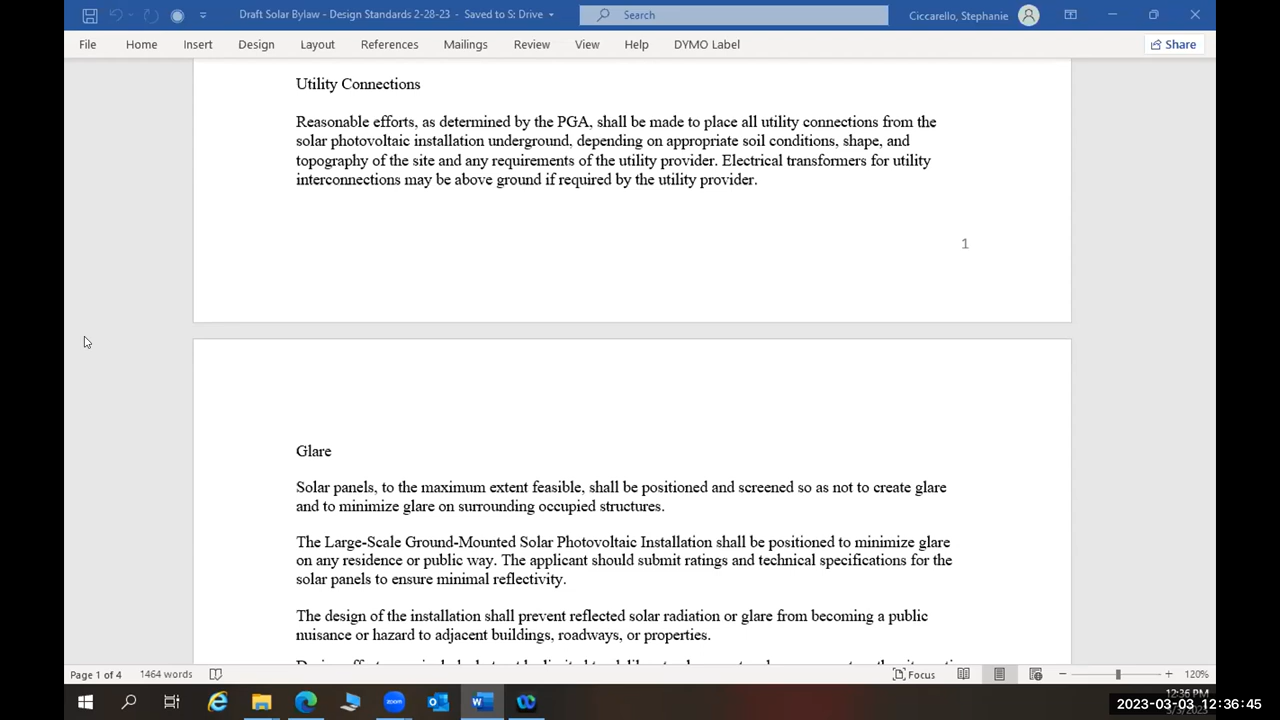 Draft Solar Bylaw - Design Standards 2-28-23 - Saved to S: Drive
Search
Ciccarello, Stephanie
File Home Insert Design Layout References Mailings Review View Help DYMO Label Share
Utility Connections
Reasonable efforts, as determined by the PGA, shall be made to place all utility connections from the
solar photovoltaic installation underground, depending on appropriate soil conditions, shape, and
topography of the site and any requirements of the utility provider. Electrical transformers for utility
interconnections may be above ground if required by the utility provider.
1
Glare
Solar panels, to the maximum extent feasible, shall be positioned and screened so as not to create glare
and to minimize glare on surrounding occupied structures.
The Large-Scale Ground-Mounted Solar Photovoltaic Installation shall be positioned to minimize glare
on any residence or public way. The applicant should submit ratings and technical specifications for the
solar panels to ensure minimal reflectivity.
The design of the installation shall prevent reflected solar radiation or glare from becoming a public
nuisance or hazard to adjacent buildings, roadways, or properties.
Page 1 of 4 1464 words Focus 120%
12:36 PM
2023-03-03 12:36:45